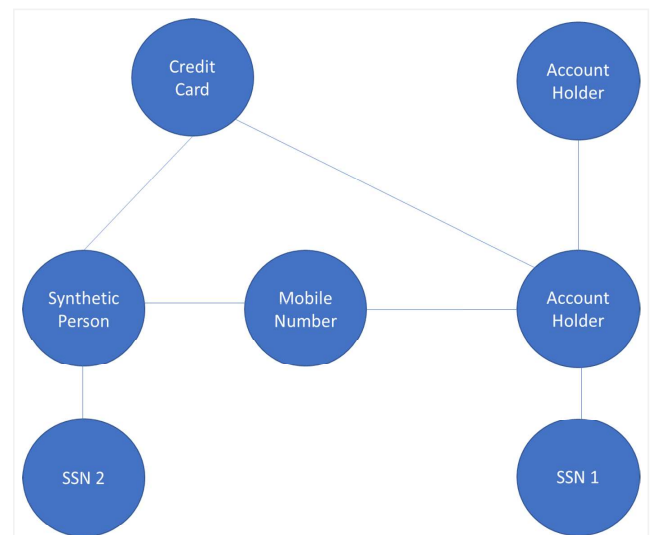 Credit
Card
Account
Holder
Synthetic
Person
Mobile
Number
Account
Holder
SSN 2
SSN 1